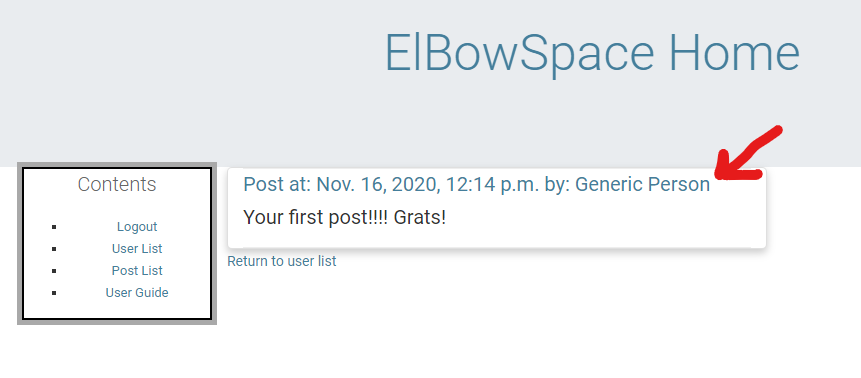 ElBowSpace Home
Contents
Logout
User List
Post List
User Guide
Post at: Nov. 16, 2020, 12:14 p.m. by: Generic Person
Your first post!!!! Grats!
Return to user list